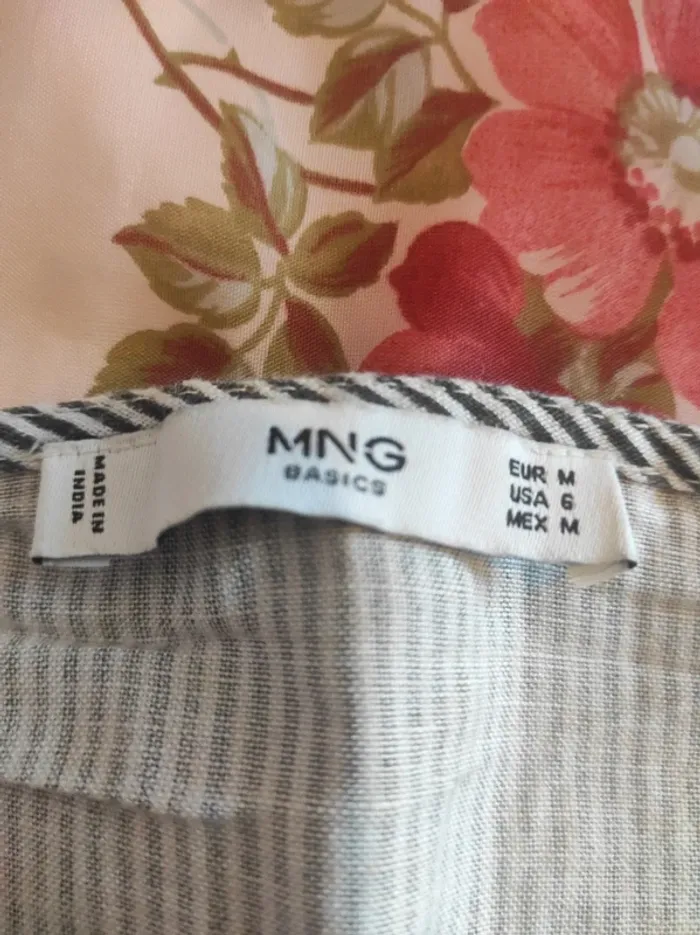 MADE IN
INDIA
MNG
BASICS
EUR M
USA 6
MEX M